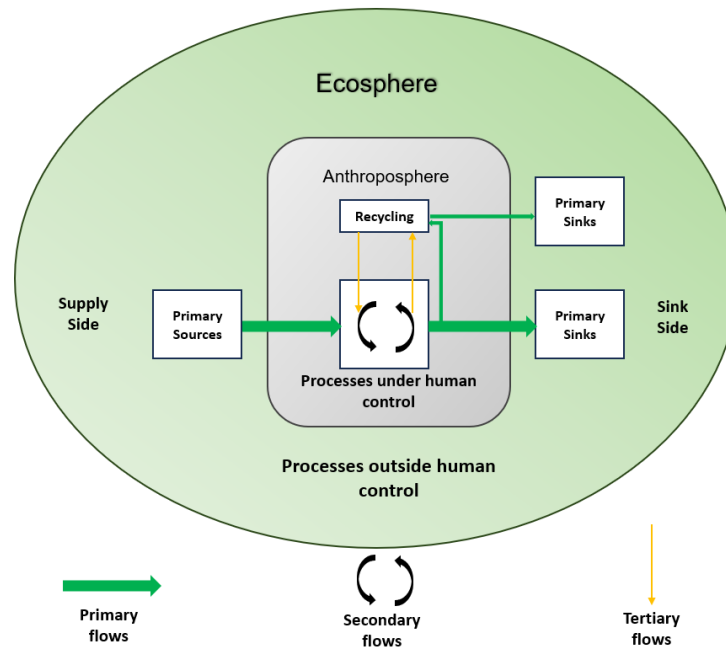 Ecosphere
Anthroposphere
Recycling
Primary
Sinks
Supply
Side
Primary
Sources
Primary
Sinks
Sink
Side
Processes under human
control
Processes outside human
control
Primary
flows
Secondary
flows
Tertiary
flows